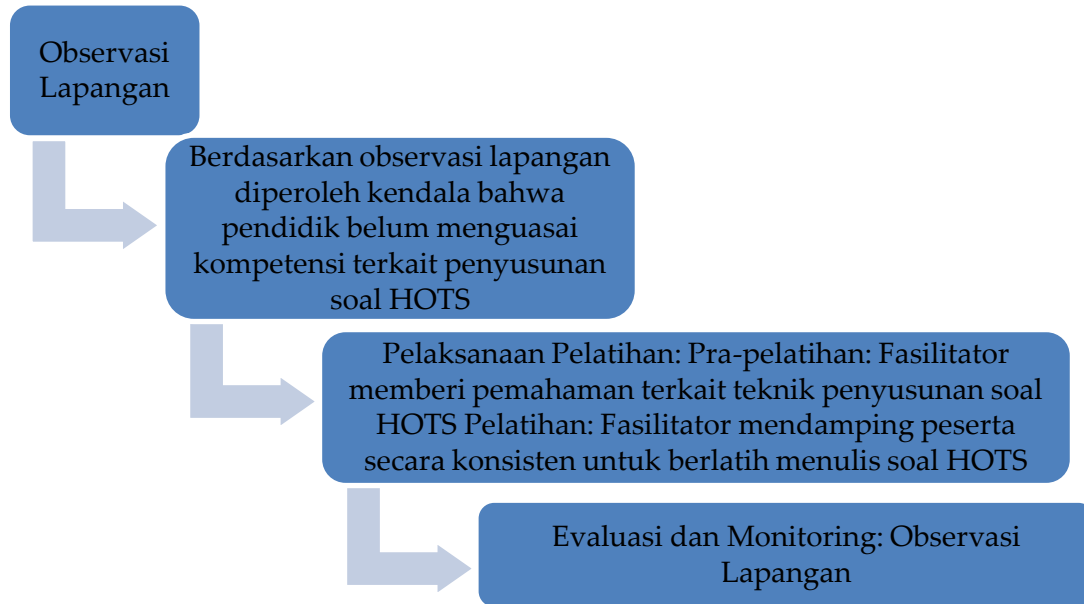 Observasi
Lapangan
Berdasarkan observasi lapangan
diperoleh kendala bahwa
pendidik belum menguasai
kompetensi terkait penyusunan
soal HOTS
Pelaksanaan Pelatihan: Pra-pelatihan: Fasilitator
memberi pemahaman terkait teknik penyusunan soal
HOTS Pelatihan: Fasilitator mendamping peserta
secara konsisten untuk berlatih menulis soal HOTS
Evaluasi dan Monitoring: Observasi
Lapangan